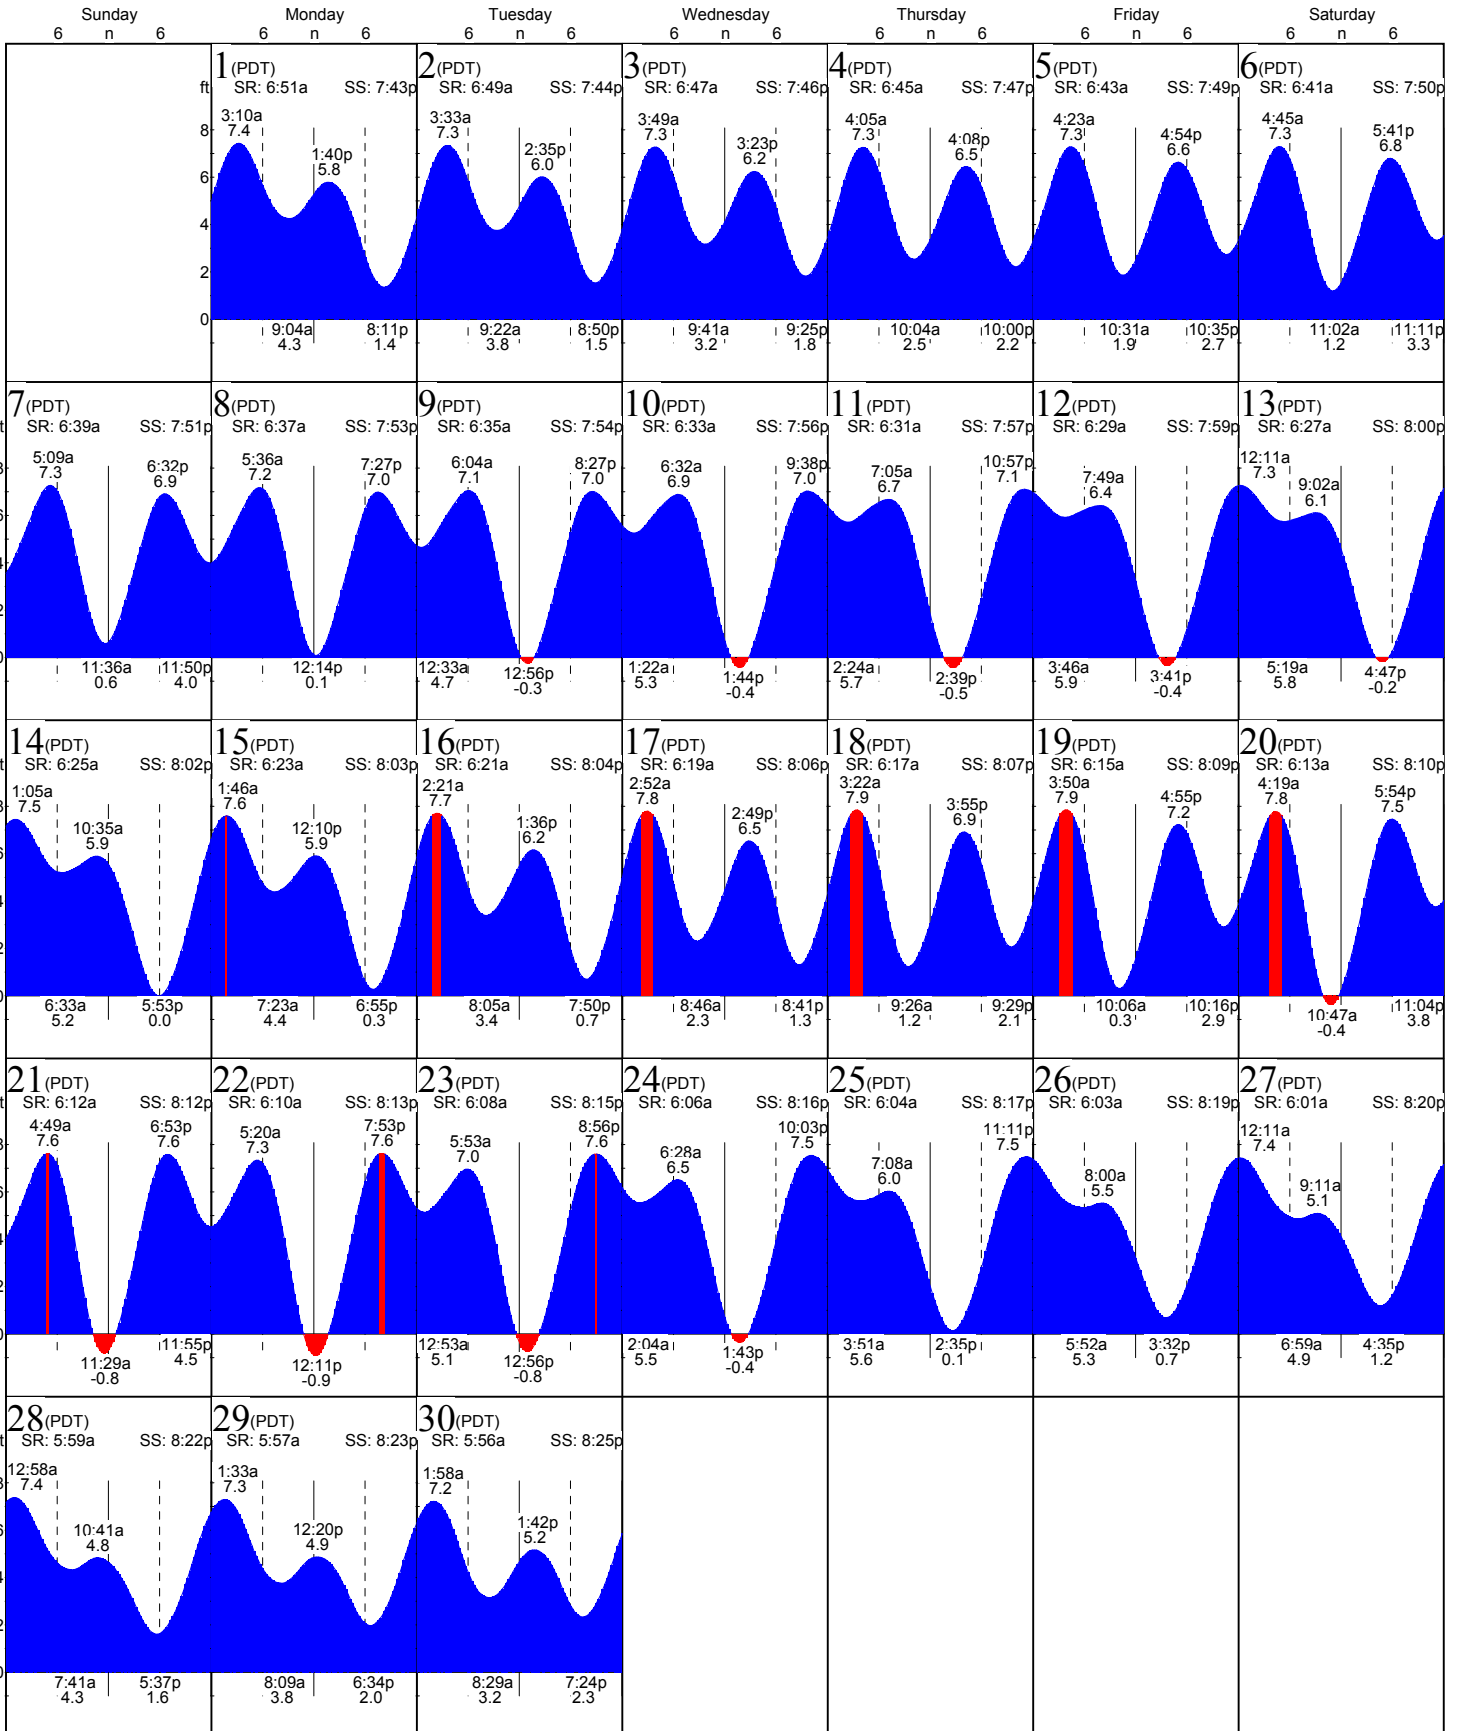 Sunday Monday Tuesday Wednesday Thursday Friday Saturday
6 n 6 6 n 6 6 n 6 6 n 6 6 n 6 6 n 6 6 n 6
1(PDT) 2(PDT) 3(PDT) 4(PDT) 5(PDT) 6(PDT)
ft SR: 6:51a SS: 7:43p SR: 6:49a SS: 7:44p SR: 6:47a SS: 7:46p SR: 6:45a SS: 7:47p SR: 6:43a SS: 7:49p SR: 6:41a SS: 7:50p
3:10a 3:33a 3:49a 4:05a 4:23a 4:45a
7.4 7.3 7.3 7.3 7.3 7.3
1:40p 2:35p 3:23p 4:08p 4:54p 5:41p
5.8 6.0 6.2 6.5 6.6 6.8
8
6
4
2
0
9:04a 8:11p 9:22a 8:50p 9:41a 9:25p 10:04a 10:00p 10:31a 10:35p 11:02a 11:11p
4.3 1.4 3.8 1.5 3.2 1.8 2.5 2.2 1.9 2.7 1.2 3.3
7(PDT) 8(PDT) 9(PDT) 10(PDT) 11(PDT) 12(PDT) 13(PDT)
SR: 6:39a SS: 7:51p SR: 6:37a SS: 7:53p SR: 6:35a SS: 7:54p SR: 6:33a SS: 7:56p SR: 6:31a SS: 7:57p SR: 6:29a SS: 7:59p SR: 6:27a SS: 8:00p
5:09a 6:32p 5:36a 7:27p 6:04a 8:27p 6:32a 9:38p 7:05a 10:57p 7:49a 12:11a 9:02a
7.3 6.9 7.2 7.0 7.1 7.0 6.9 7.0 6.7 7.1 6.4 7.3 6.1
11:36a 11:50p 12:14p 12:33a 12:56p 1:22a 1:44p 2:24a 2:39p 3:46a 3:41p 5:19a 4:47p
0.6 4.0 0.1 4.7 -0.3 5.3 -0.4 5.7 -0.5 5.9 -0.4 5.8 -0.2
14(PDT) 15(PDT) 16(PDT) 17(PDT) 18(PDT) 19(PDT) 20(PDT)
SR: 6:25a SS: 8:02p SR: 6:23a SS: 8:03p SR: 6:21a SS: 8:04p SR: 6:19a SS: 8:06p SR: 6:17a SS: 8:07p SR: 6:15a SS: 8:09p SR: 6:13a SS: 8:10p
1:05a 10:35a 1:46a 12:10p 2:21a 1:36p 2:52a 2:49p 3:22a 3:55p 3:50a 4:55p 4:19a 5:54p
7.5 5.9 7.6 5.9 7.7 6.2 7.8 6.5 7.9 6.9 7.9 7.2 7.8 7.5
6:33a 5:53p 7:23a 6:55p 8:05a 7:50p 8:46a 8:41p 9:26a 9:29p 10:06a 10:16p 10:47a 11:04p
5.2 0.0 4.4 0.3 3.4 0.7 2.3 1.3 1.2 2.1 0.3 2.9 -0.4 3.8
21(PDT) 22(PDT) 23(PDT) 24(PDT) 25(PDT) 26(PDT) 27(PDT)
SR: 6:12a SS: 8:12p SR: 6:10a SS: 8:13p SR: 6:08a SS: 8:15p SR: 6:06a SS: 8:16p SR: 6:04a SS: 8:17p SR: 6:03a SS: 8:19p SR: 6:01a SS: 8:20p
4:49a 6:53p 5:20a 7:53p 5:53a 8:56p 6:28a 10:03p 7:08a 11:11p 8:00a 12:11a 9:11a
7.6 7.6 7.3 7.6 7.0 7.6 6.5 7.5 6.0 7.5 5.5 7.4 5.1
11:29a 11:55p 12:11p 12:53a 12:56p 2:04a 1:43p 3:51a 2:35p 5:52a 3:32p 6:59a 4:35p
-0.8 4.5 -0.9 5.1 -0.8 5.5 -0.4 5.6 0.1 5.3 0.7 4.9 1.2
28(PDT) 29(PDT) 30(PDT)
SR: 5:59a SS: 8:22p SR: 5:57a SS: 8:23p SR: 5:56a SS: 8:25p
12:58a 10:41a 1:33a 12:20p 1:58a 1:42p
7.4 4.8 7.3 4.9 7.2 5.2
7:41a 5:37p 8:09a 6:34p 8:29a 7:24p
4.3 1.6 3.8 2.0 3.2 2.3